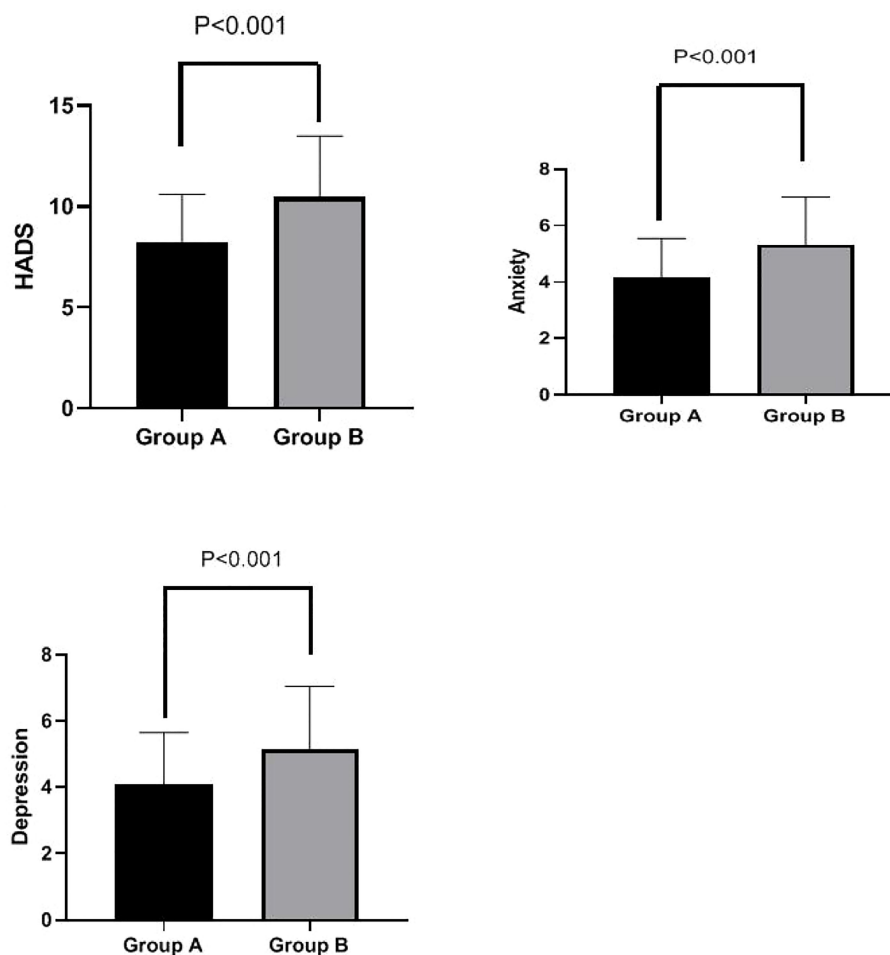 P<0.001
15
10
5
0
HADS
Group A
Group B
P<0.001
8
6
4
2
0
Anxiety
Group A
Group B
P<0.001
8
6
4
2
0
Depression
Group A
Group B